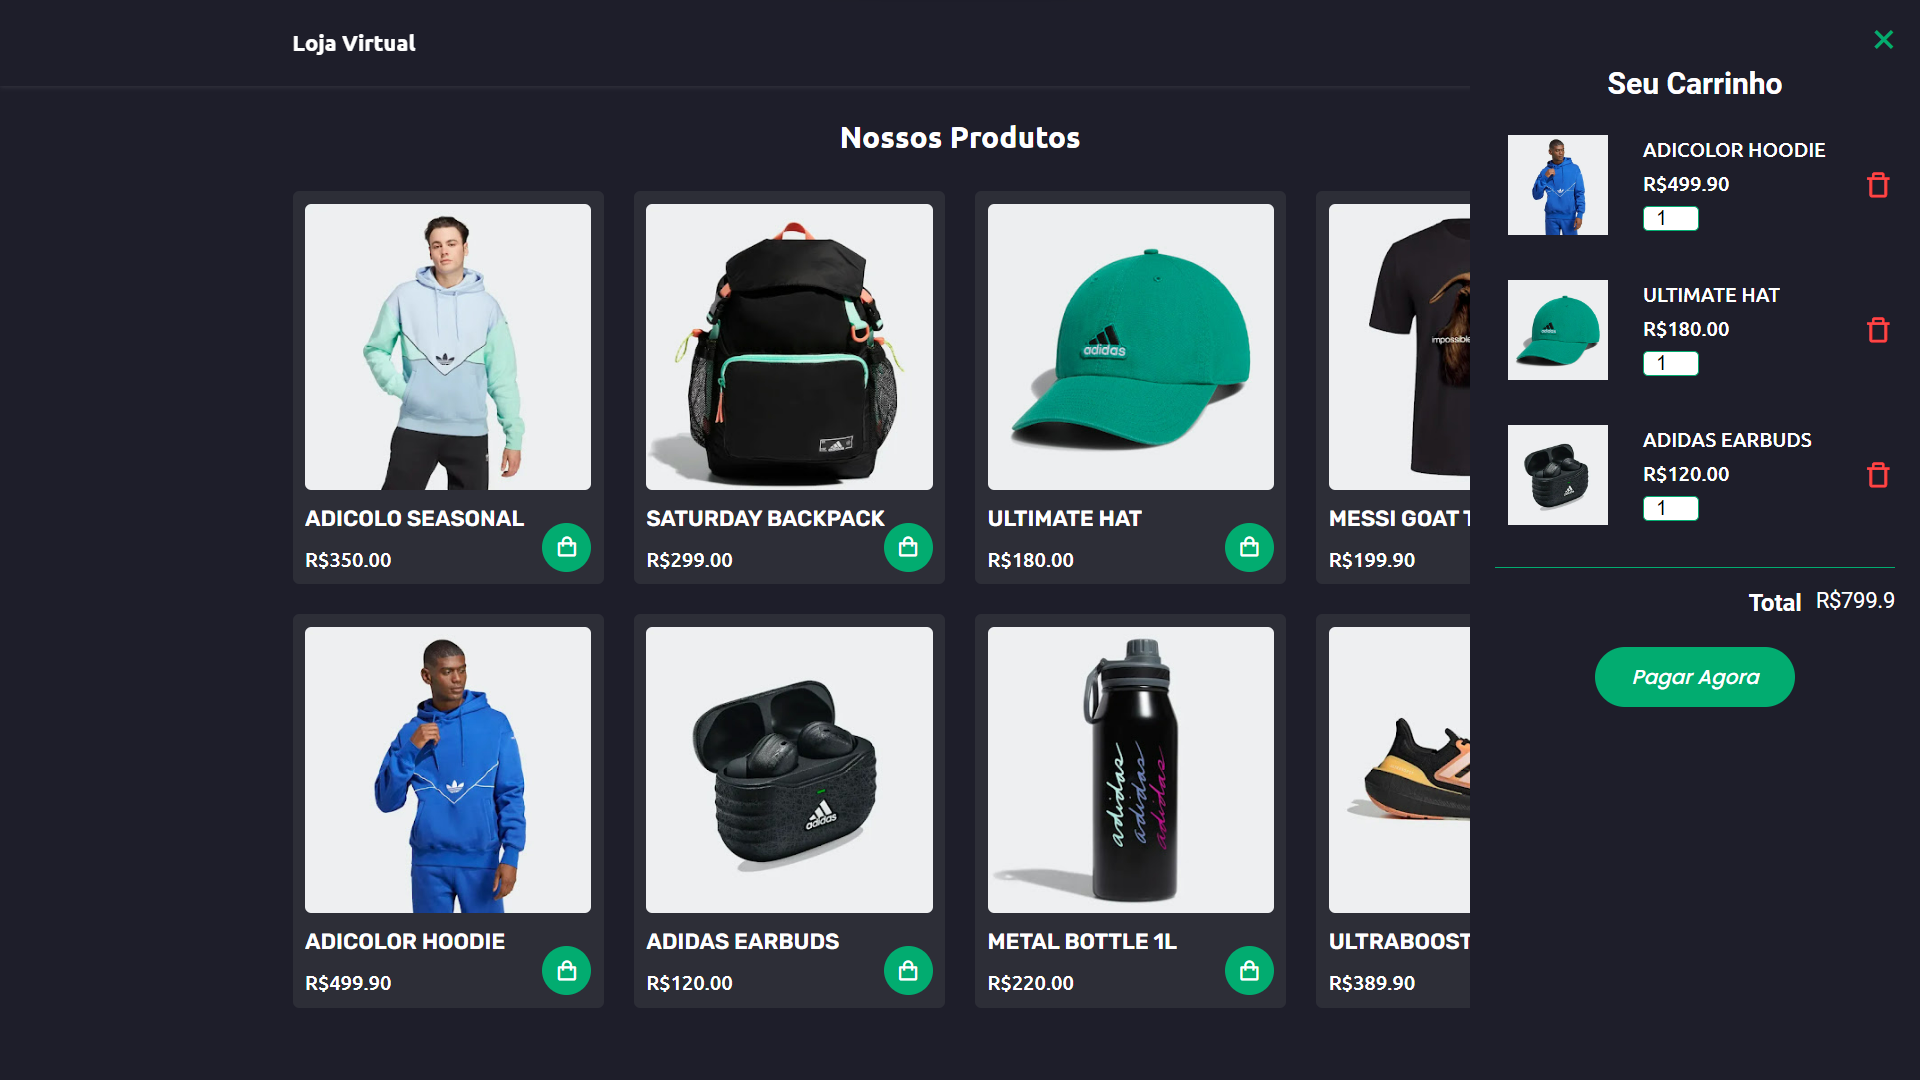 Loja Virtual
Nossos Produtos
adidas
impossible
ADICOLO SEASONAL
R$350.00
SATURDAY BACKPACK
R$299.00
ULTIMATE HAT
R$180.00
MESSI GOAT T
R$199.90
adidas
adidas
adidas
adidas
ADICOLOR HOODIE
R$499.90
ADIDAS EARBUDS
R$120.00
METAL BOTTLE 1L
R$220.00
ULTRABOOST
R$389.90
Seu Carrinho
ADICOLOR HOODIE
R$499.90
1
ULTIMATE HAT
R$180.00
1
ADIDAS EARBUDS
R$120.00
1
Total R$799.9
Pagar Agora